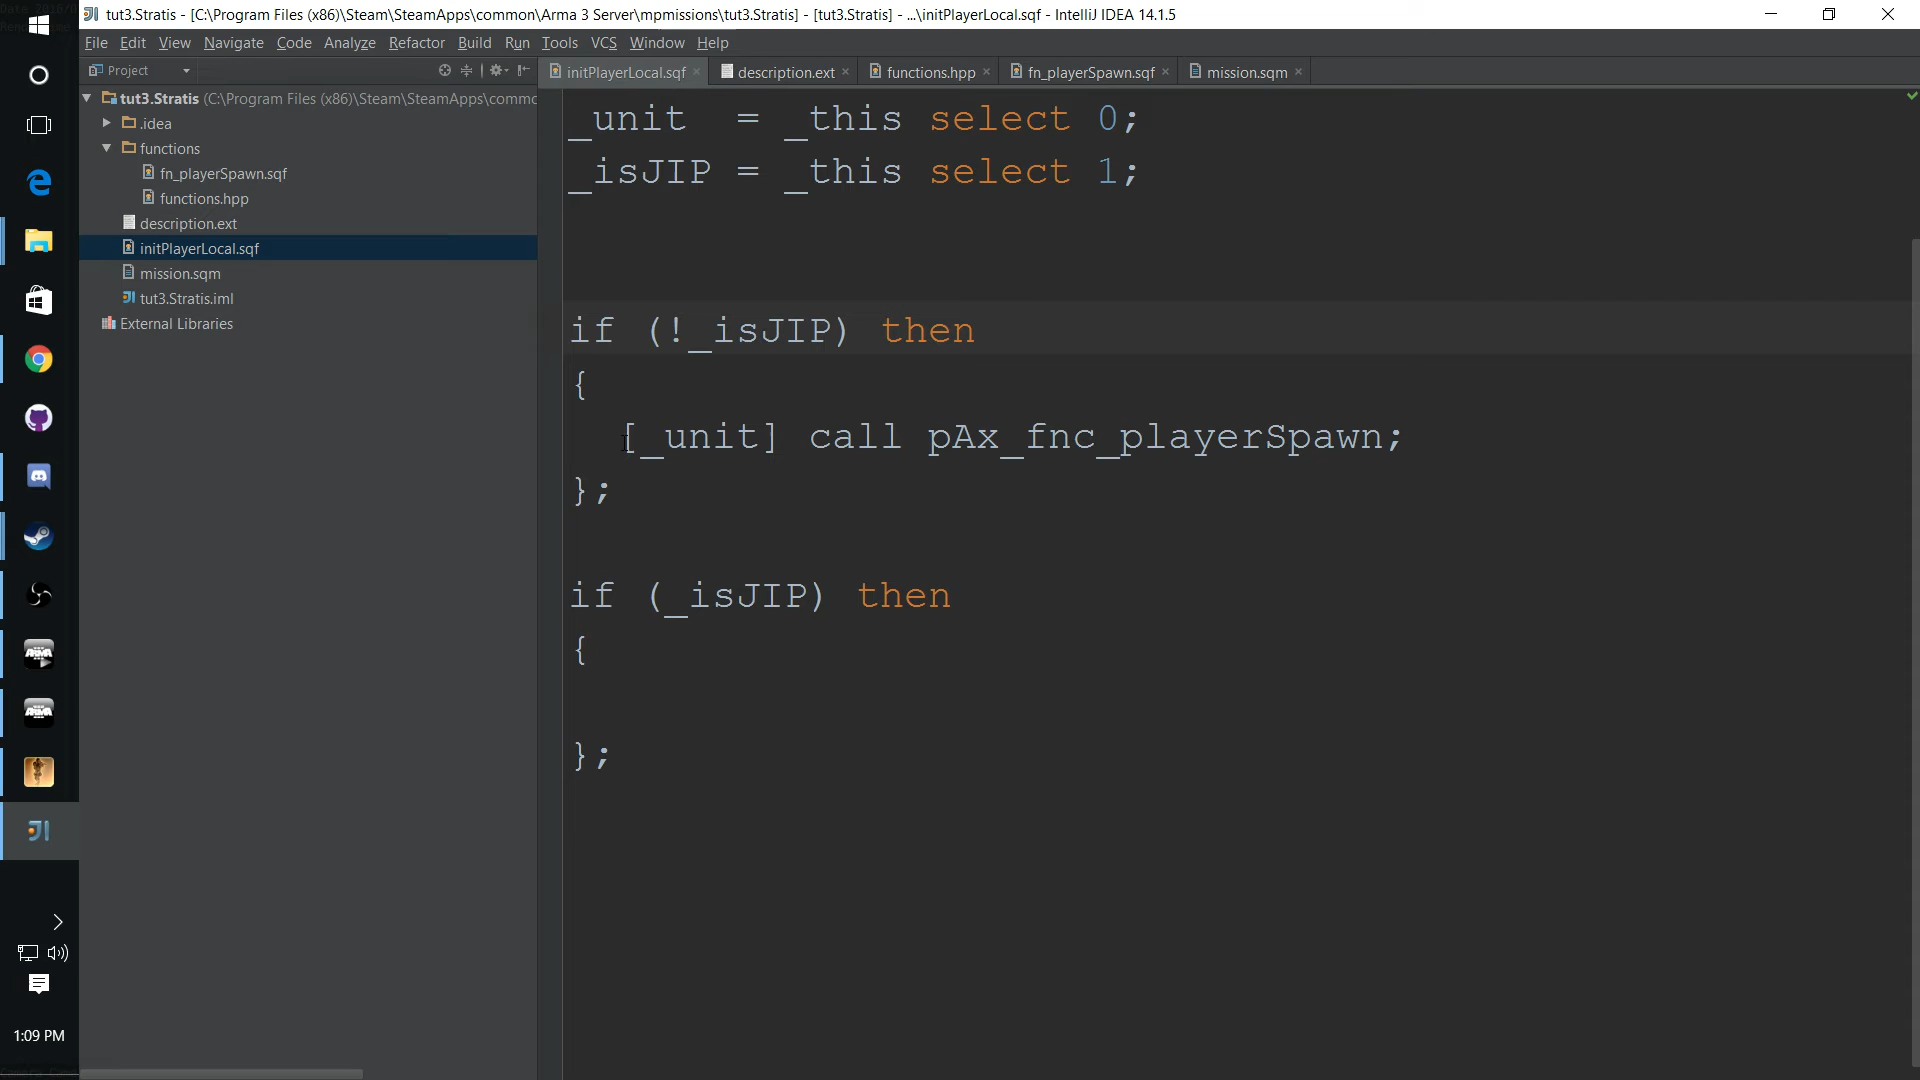 tut3.Stratis - [C:\Program Files (x86)\Steam\SteamApps\common\Arma 3 Server\mpmissions\tut3.Stratis] - [tut3.Stratis] - ...\initPlayerLocal.sqf - IntelliJ IDEA 14.1.5
File Edit View Navigate Code Analyze Refactor Build Run Tools VCS Window Help
Project
initPlayerLocal.sqf description.ext functions.hpp fn_playerSpawn.sqf mission.sqm
tut3.Stratis (C:\Program Files (x86)\Steam\SteamApps\commo
.idea
functions
fn_playerSpawn.sqf
functions.hpp
description.ext
initPlayerLocal.sqf
mission.sqm
tut3.Stratis.iml
External Libraries
_unit = _this select 0;
_isJIP = _this select 1;
if (!_isJIP) then
{
[_unit] call pAx_fnc_playerSpawn;
};
if (_isJIP) then
{
};
ARMA
ARMA
1:09 PM